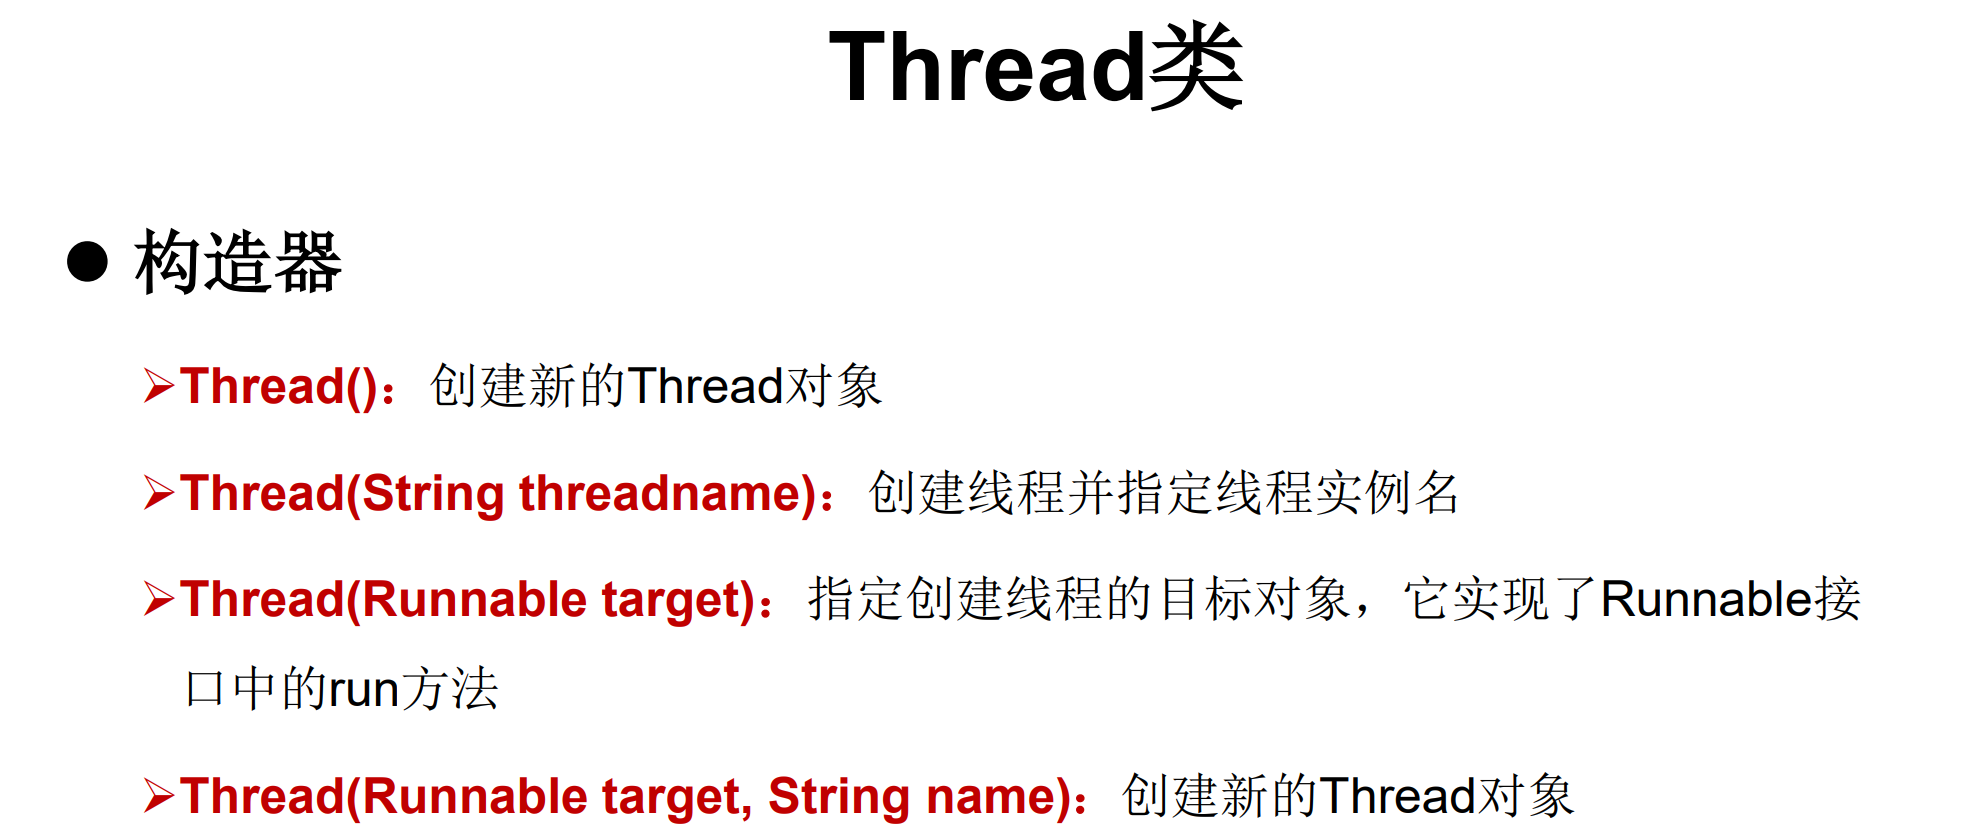 Thread类
● 构造器
➢Thread()：创建新的Thread对象
➢Thread(String threadname)：创建线程并指定线程实例名
➢Thread(Runnable target)：指定创建线程的目标对象，它实现了Runnable接
口中的run方法
➢Thread(Runnable target, String name)：创建新的Thread对象